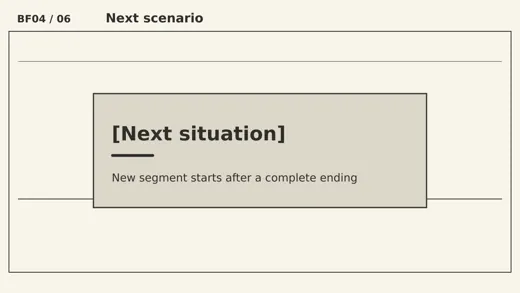 BF04 / 06 Next scenario
[Next situation]
New segment starts after a complete ending